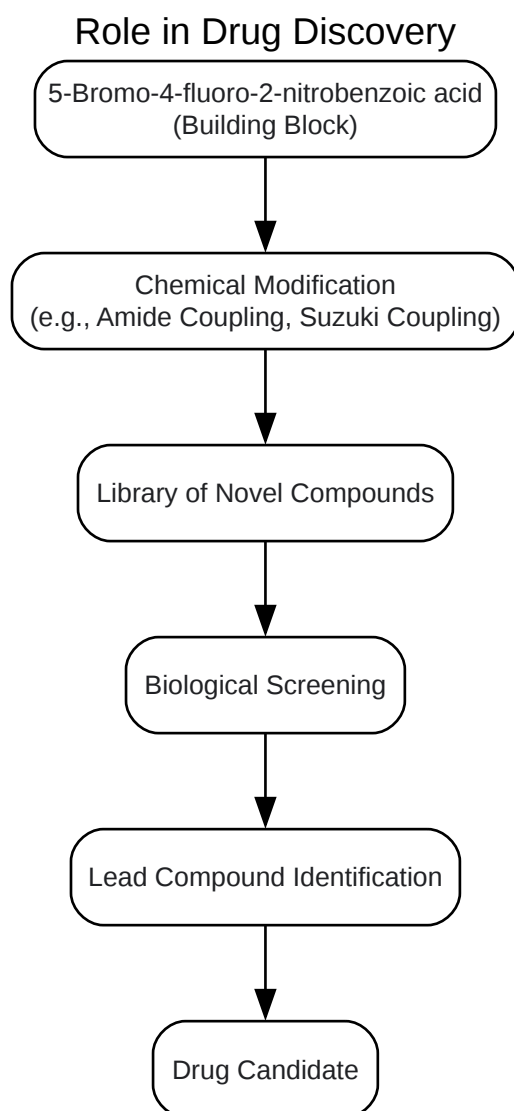 Role in Drug Discovery
5-Bromo-4-fluoro-2-nitrobenzoic acid
(Building Block)
Chemical Modification
(e.g., Amide Coupling, Suzuki Coupling)
Library of Novel Compounds
Biological Screening
Lead Compound Identification
Drug Candidate